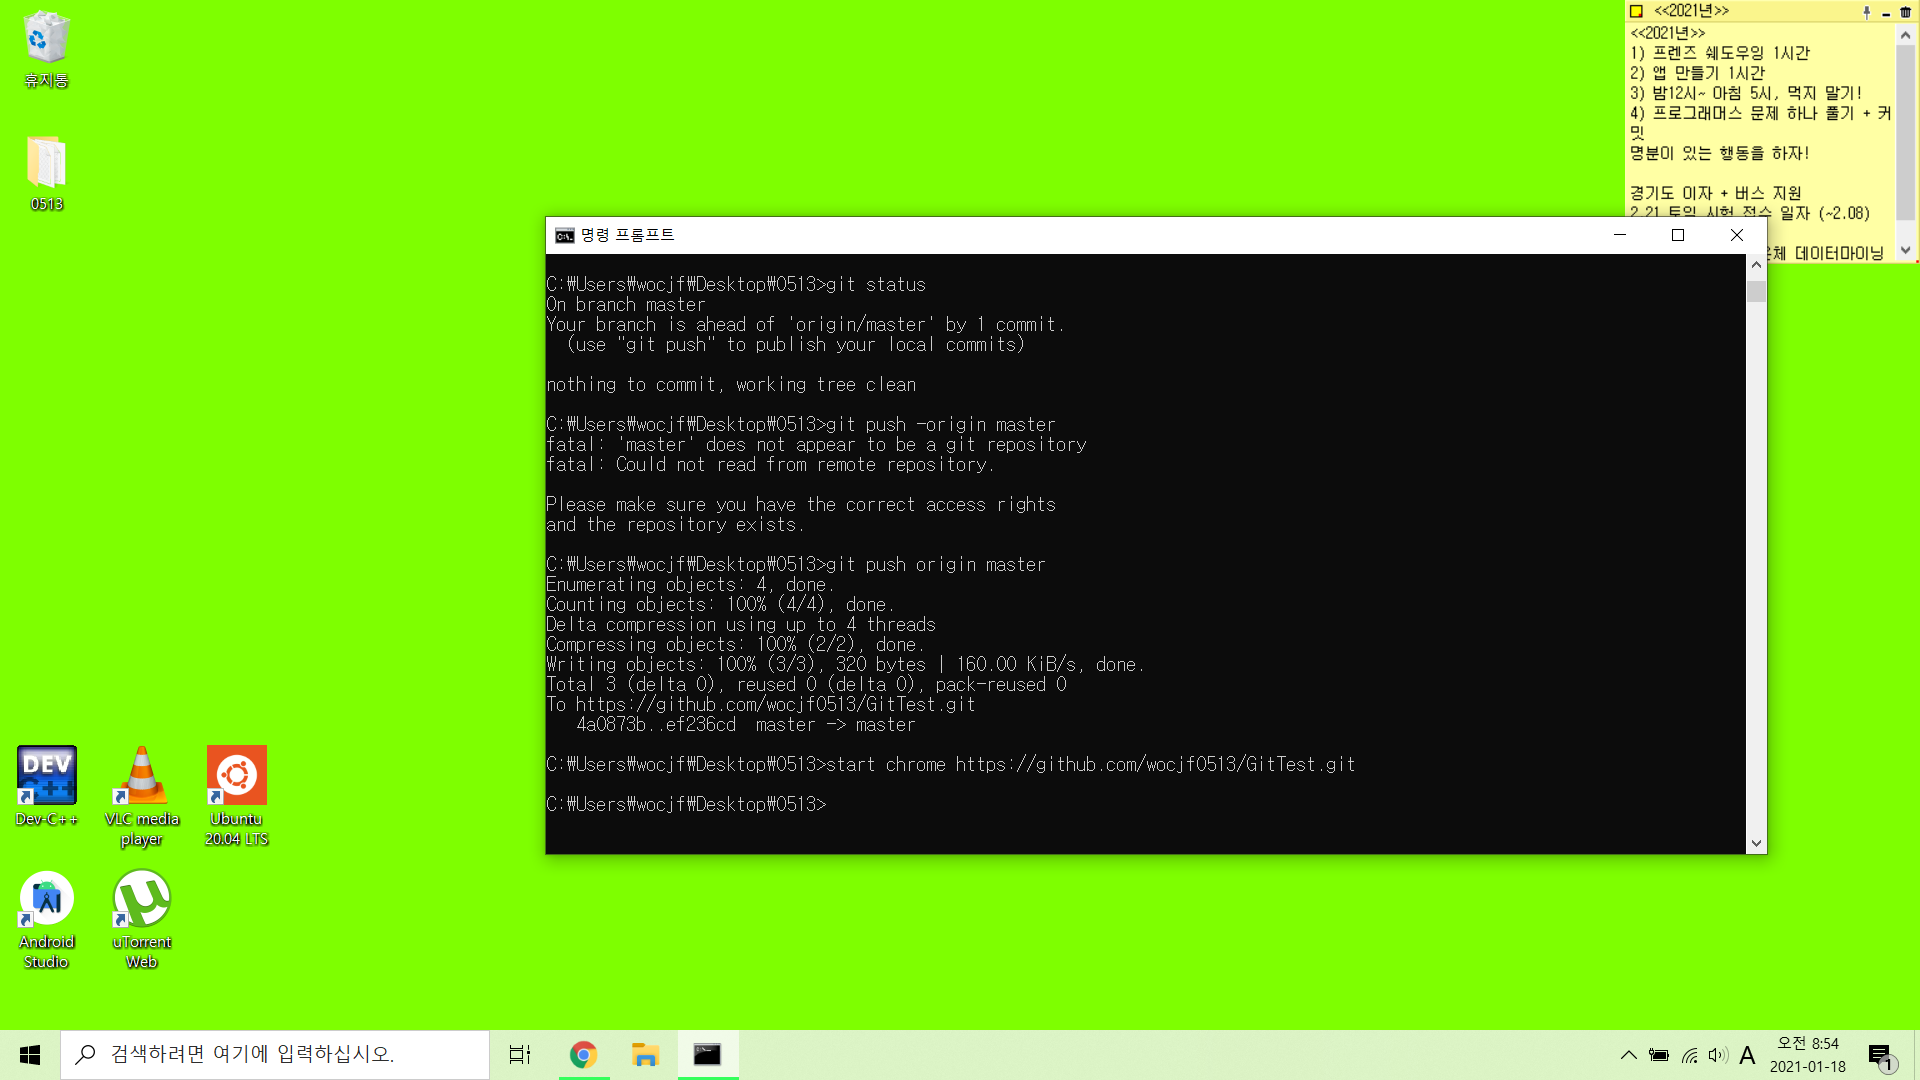 휴지통
0513
<<2021년>>
<<2021년>>
1) 프렌즈 쉐도우잉 1시간
2) 앱 만들기 1시간
3) 밤12시~ 아침 5시, 먹지 말기!
4) 프로그래머스 문제 하나 풀기 + 커
밋
명분이 있는 행동을 하자!
경기도 이자 + 버스 지원
2.21 토익 시험 접수 일자 (~2.08)
데이터마이닝
명령 프롬프트
C:\Users\wocjf\Desktop\0513>git status
On branch master
Your branch is ahead of 'origin/master' by 1 commit.
(use "git push" to publish your local commits)
nothing to commit, working tree clean
C:\Users\wocjf\Desktop\0513>git push -origin master
fatal: 'master' does not appear to be a git repository
fatal: Could not read from remote repository.
Please make sure you have the correct access rights
and the repository exists.
C:\Users\wocjf\Desktop\0513>git push origin master
Enumerating objects: 4, done.
Counting objects: 100% (4/4), done.
Delta compression using up to 4 threads
Compressing objects: 100% (2/2), done.
Writing objects: 100% (3/3), 320 bytes | 160.00 KiB/s, done.
Total 3 (delta 0), reused 0 (delta 0), pack-reused 0
To https://github.com/wocjf0513/GitTest.git
4a0873b..ef236cd  master -> master
C:\Users\wocjf\Desktop\0513>start chrome https://github.com/wocjf0513/GitTest.git
C:\Users\wocjf\Desktop\0513>
DEV
C++
Dev-C++
VLC media
player
Ubuntu
20.04 LTS
Android
Studio
uTorrent
Web
검색하려면 여기에 입력하십시오.
A
오전 8:54
2021-01-18
1